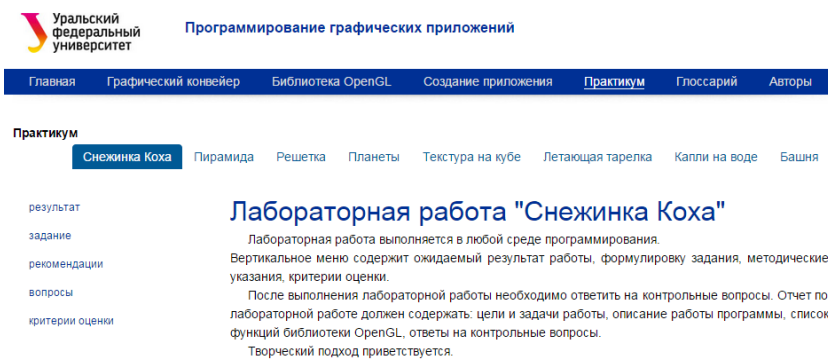 Уральский
федеральный
университет
Программирование графических приложений
Главная Графический конвейер Библиотека OpenGL Создание приложения Практикум Глоссарий Авторы
Практикум
Снежинка Коха Пирамида Решетка Планеты Текстура на кубе Летающая тарелка Капли на воде Башня
результат
задание
рекомендации
вопросы
критерии оценки
Лабораторная работа "Снежинка Коха"
Лабораторная работа выполняется в любой среде программирования.
Вертикальное меню содержит ожидаемый результат работы, формулировку задания, методические
указания, критерии оценки.
После выполнения лабораторной работы необходимо ответить на контрольные вопросы. Отчет по
лабораторной работе должен содержать: цели и задачи работы, описание работы программы, список
функций библиотеки OpenGL, ответы на контрольные вопросы.
Творческий подход приветствуется.